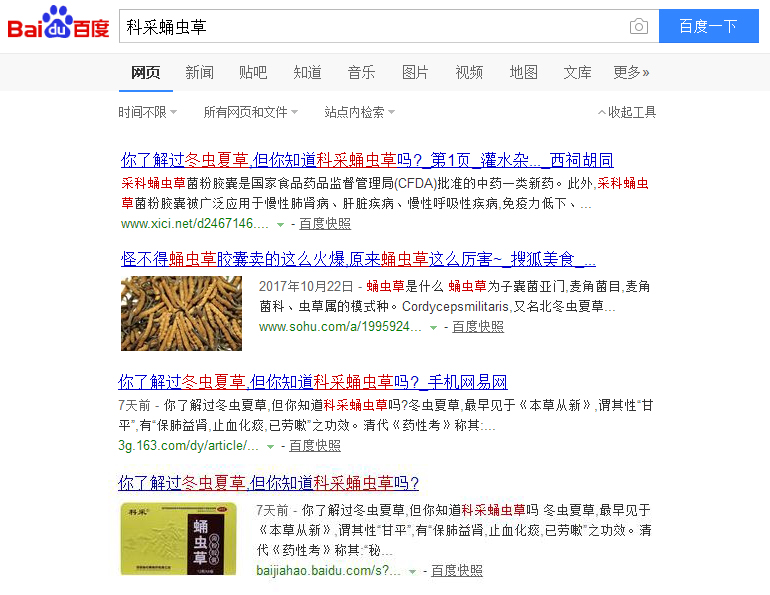 Bai du 百度
科采蛹虫草
百度一下
网页 新闻 贴吧 知道 音乐 图片 视频 地图 文库 更多»
时间不限 所有网页和文件 站点内检索 收起工具
你了解过冬虫夏草,但你知道科采蛹虫草吗?_第1页_灌水杂..._西祠胡同
采科蛹虫草菌粉胶囊是国家食品药品监督管理局(CFDA)批准的中药一类新药。此外,采科蛹虫
草菌粉胶囊被广泛应用于慢性肺肾病、肝脏疾病、慢性呼吸性疾病,免疫力低下、...
www.xici.net/d2467146.... - 百度快照
怪不得蛹虫草胶囊卖的这么火爆,原来蛹虫草这么厉害~_搜狐美食_...
2017年10月22日 - 蛹虫草是什么 蛹虫草为子囊菌亚门,麦角菌目,麦角
菌科、虫草属的模式种。Cordycepsmilitaris,又名北冬虫夏草...
www.sohu.com/a/1995924... - 百度快照
你了解过冬虫夏草,但你知道科采蛹虫草吗?_手机网易网
7天前 - 你了解过冬虫夏草,但你知道科采蛹虫草吗?冬虫夏草,最早见于《本草从新》,谓其性“甘
平”,有“保肺益肾,止血化痰,已劳嗽”之功效。清代《药性考》称其:...
3g.163.com/dy/article/... - 百度快照
你了解过冬虫夏草,但你知道科采蛹虫草吗?
7天前 - 你了解过冬虫夏草,但你知道科采蛹虫草吗 冬虫夏草,最早见于
《本草从新》,谓其性“甘平”,有“保肺益肾,止血化痰,已劳嗽”之功效。清
代《药性考》称其:“秘...
baijiahao.baidu.com/s?... - 百度快照
科采
蛹虫草
菌粉胶囊